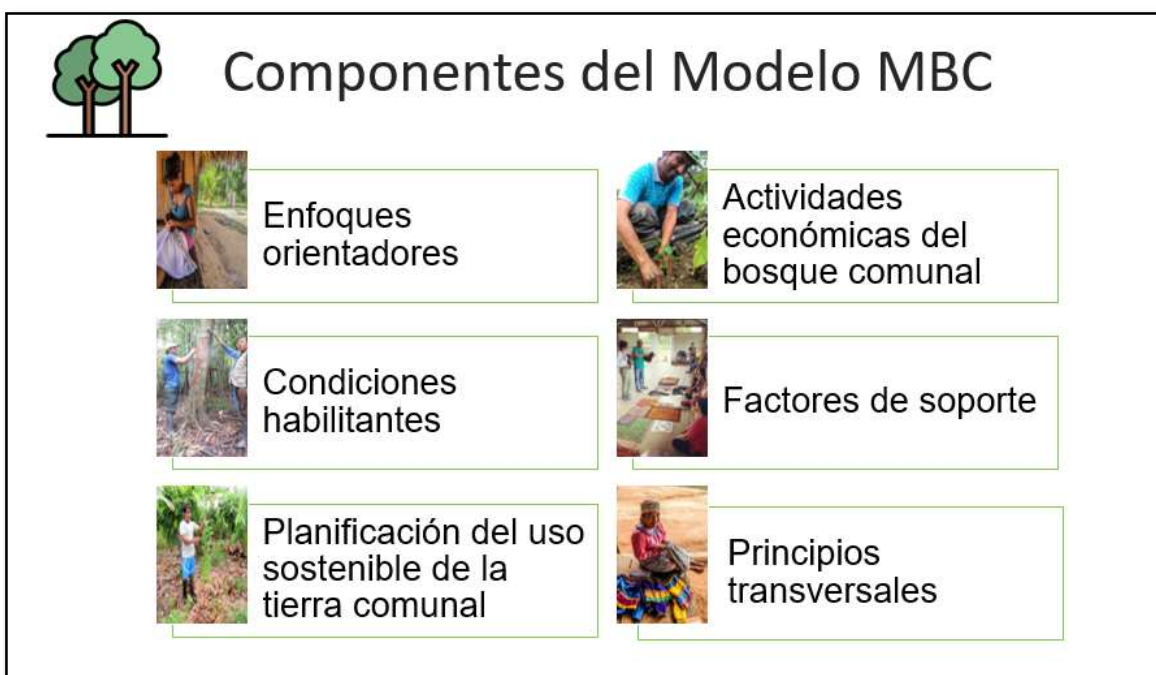 Componentes del Modelo MBC
Enfoques
orientadores
Actividades
económicas del
bosque comunal
Condiciones
habilitantes
Factores de soporte
Planificación del uso
sostenible de la
tierra comunal
Principios
transversales